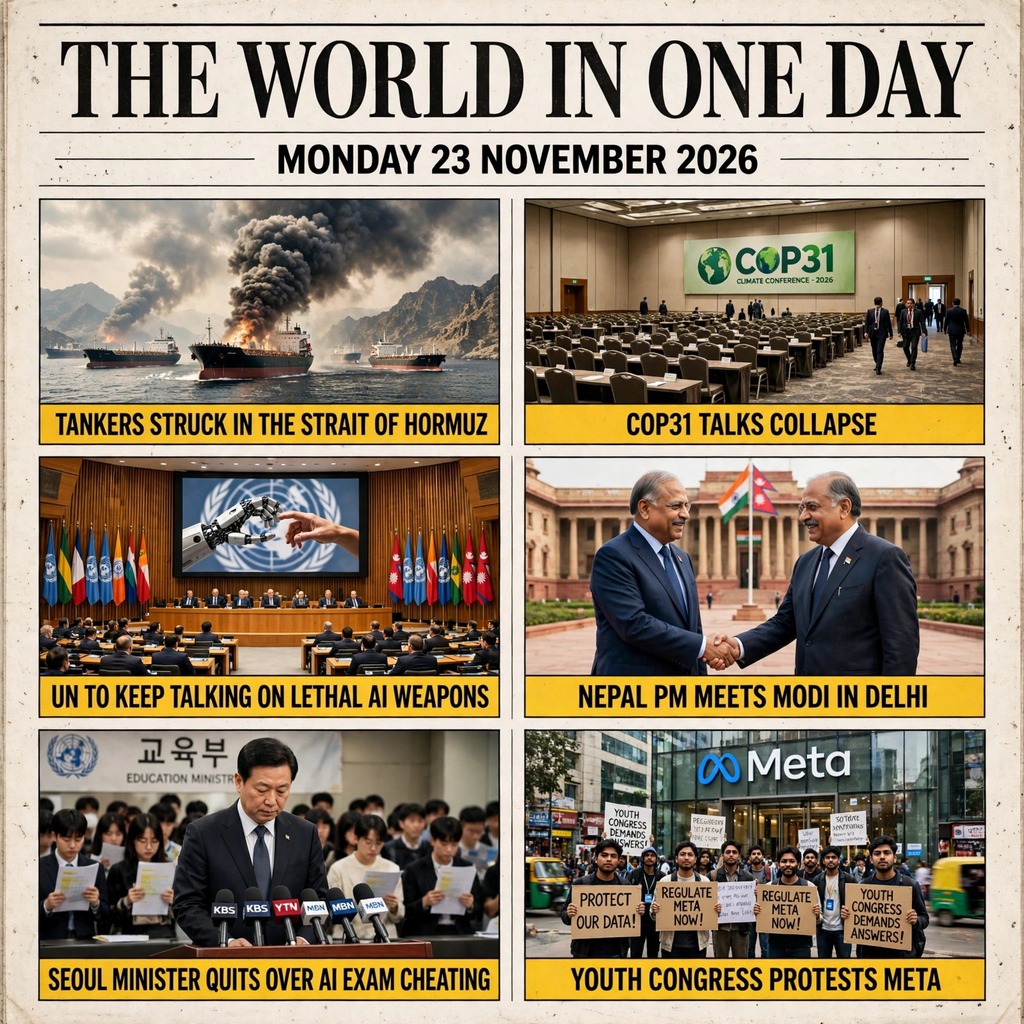 THE WORLD IN ONE DAY
MONDAY 23 NOVEMBER 2026
TANKERS STRUCK IN THE STRAIT OF HORMUZ
COP31
CLIMATE CONFERENCE - 2026
COP31 TALKS COLLAPSE
UN TO KEEP TALKING ON LETHAL AI WEAPONS
NEPAL PM MEETS MODI IN DELHI
교육부
EDUCATION MINISTR
KBS
KBS
YTN
MBN
MBN
SEOUL MINISTER QUITS OVER AI EXAM CHEATING
Meta
YOUTH
CONGRESS
DEMANDS
ANSWERS!
PROTECT
OUR DATA!
REGULATE
META
NOW!
REGULATE
META
NOW!
YOUTH
CONGRESS
DEMANDS
ANSWERS!
YOUTH CONGRESS PROTESTS META